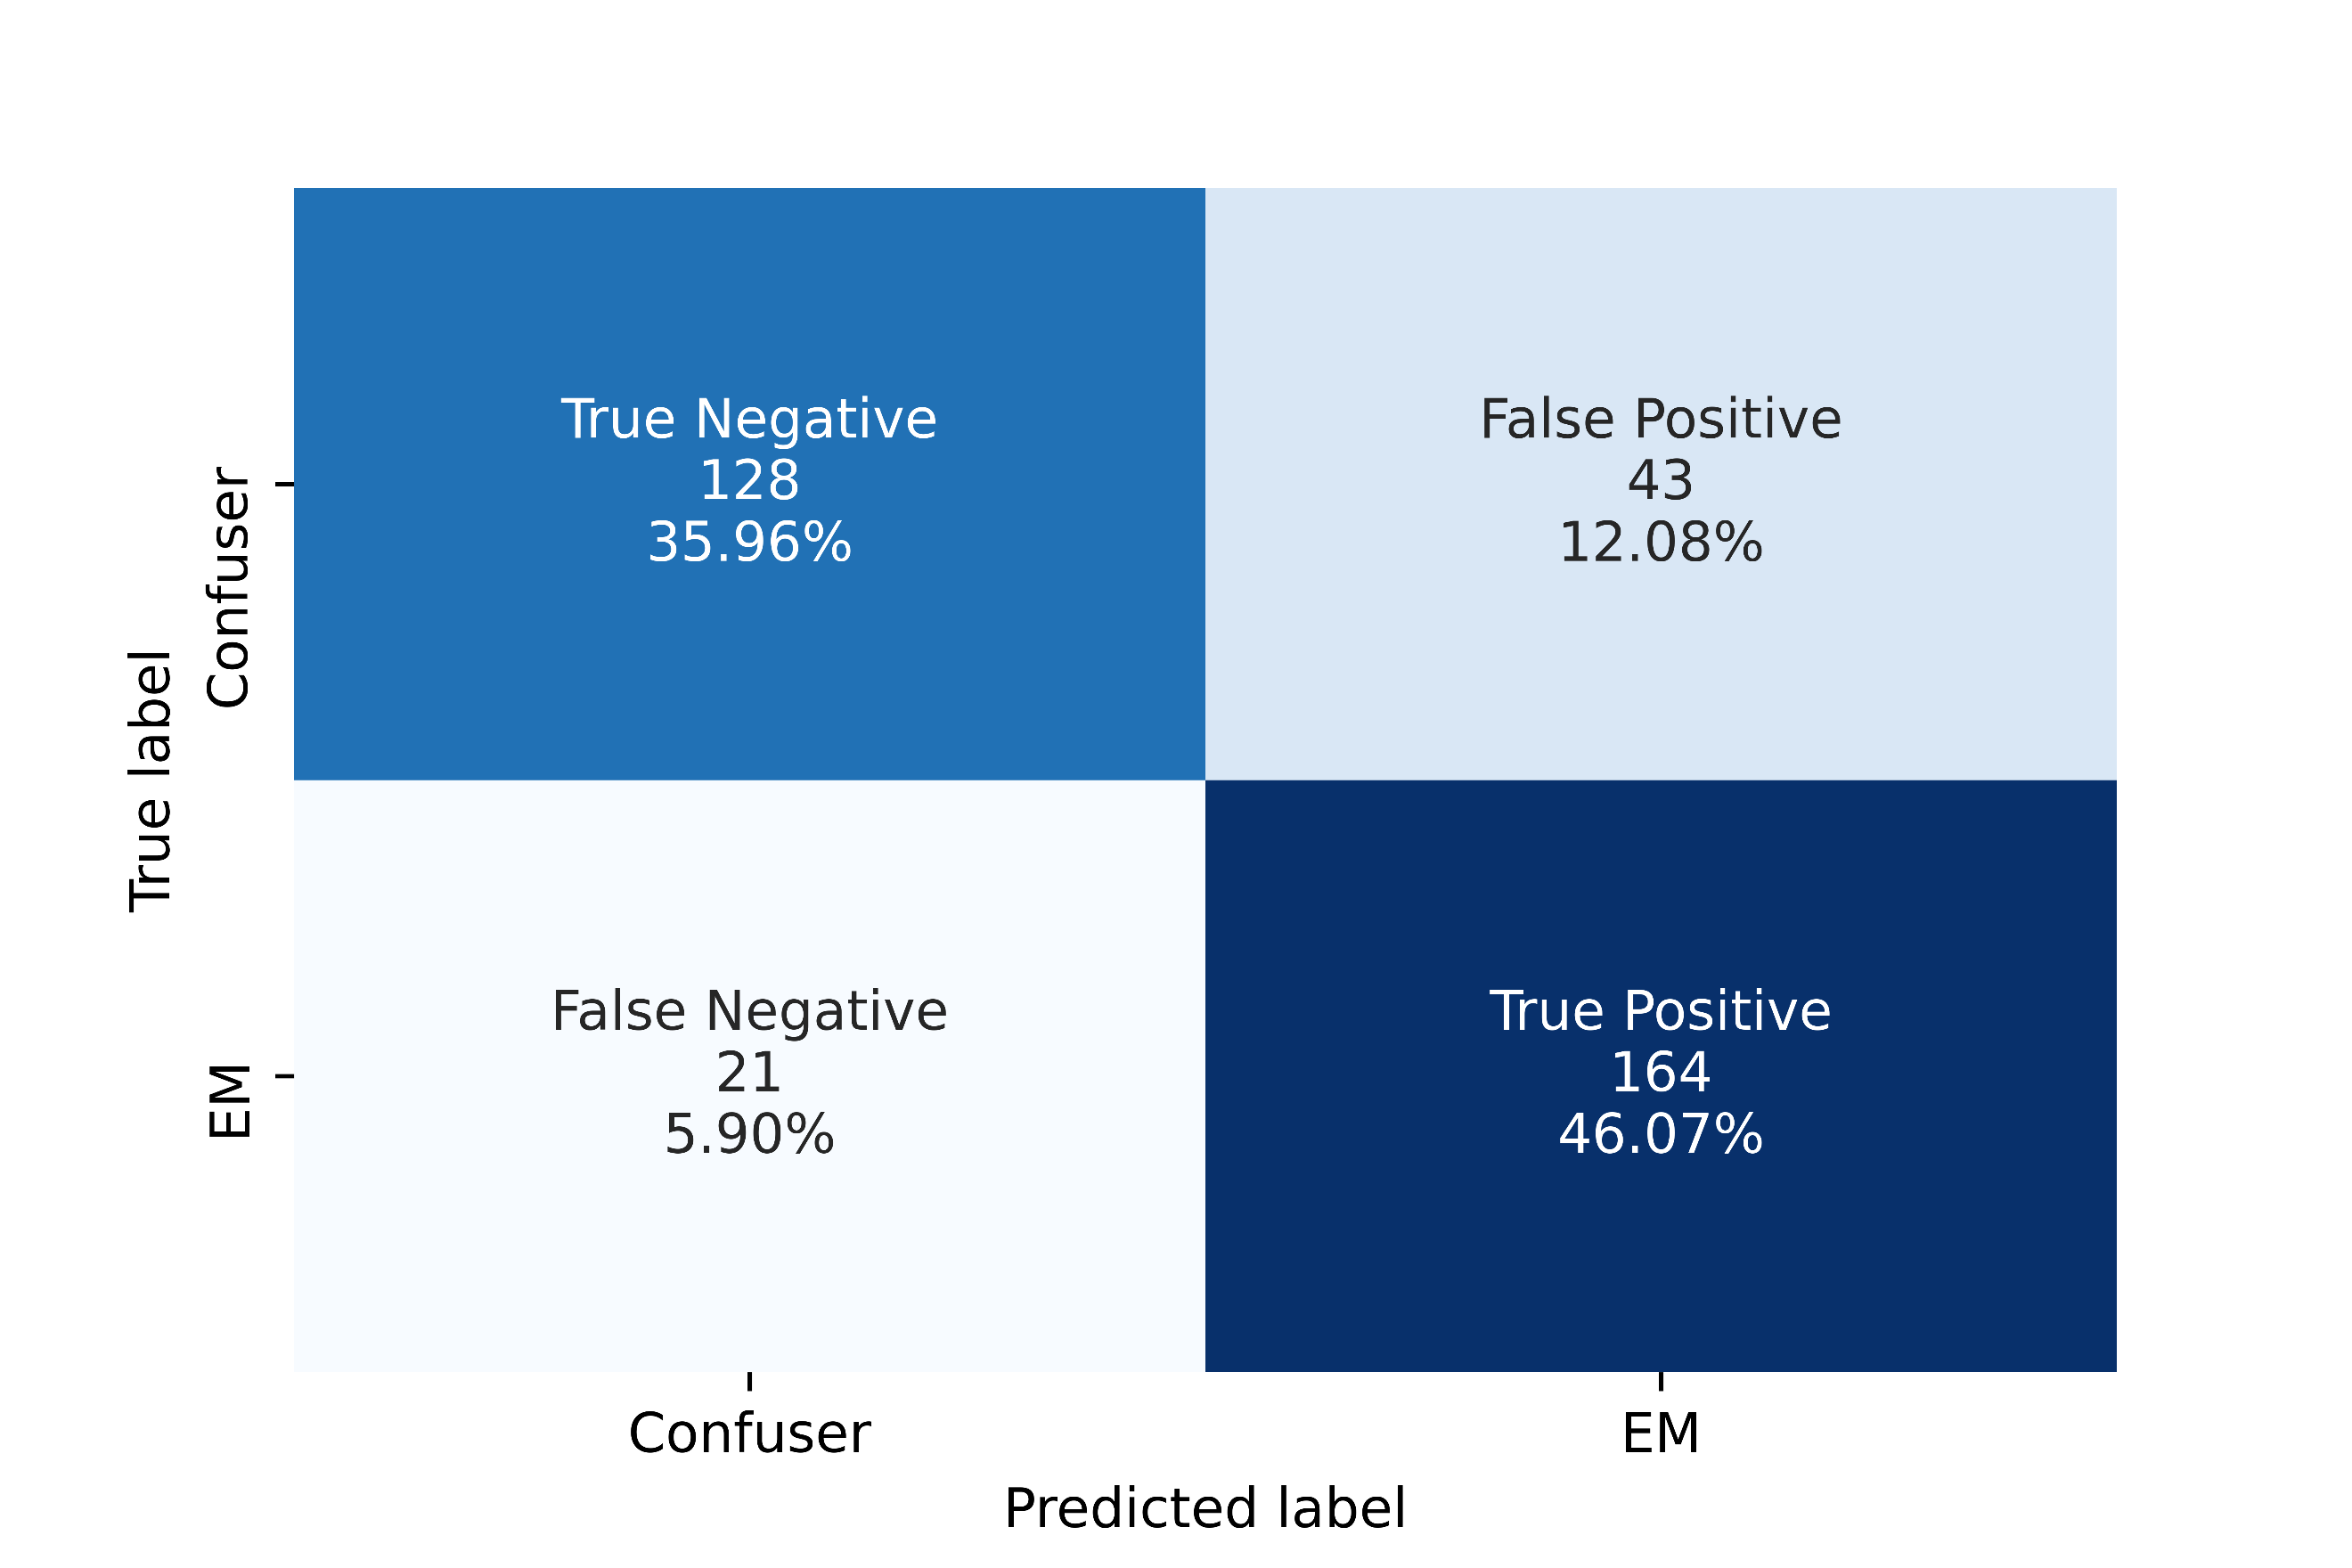 True label
Confuser
True Negative
128
35.96%
False Positive
43
12.08%
EM
False Negative
21
5.90%
True Positive
164
46.07%
Confuser
EM
Predicted label